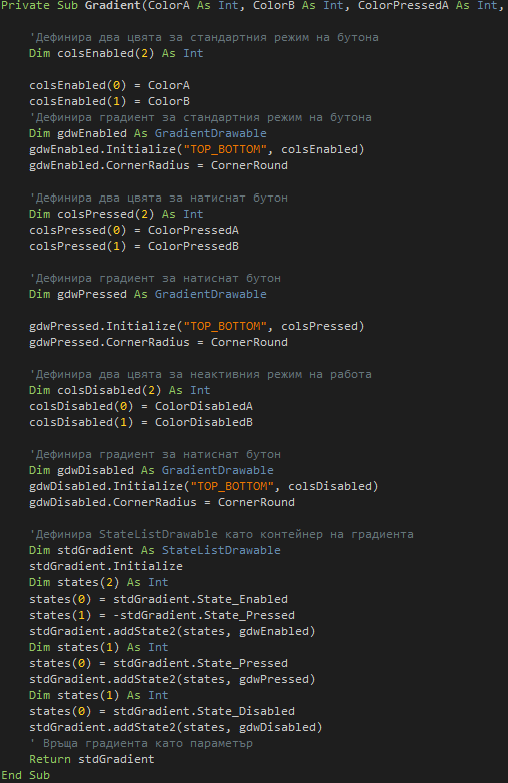 Private Sub Gradient(ColorA As Int, ColorB As Int, ColorPressedA As Int,
'Дефинира два цвята за стандартния режим на бутона
Dim colsEnabled(2) As Int
colsEnabled(0) = ColorA
colsEnabled(1) = ColorB
'Дефинира градиент за стандартния режим на бутона
Dim gdwEnabled As GradientDrawable
gdwEnabled.Initialize("TOP_BOTTOM", colsEnabled)
gdwEnabled.CornerRadius = CornerRound
'Дефинира два цвята за натиснат бутон
Dim colsPressed(2) As Int
colsPressed(0) = ColorPressedA
colsPressed(1) = ColorPressedB
'Дефинира градиент за натиснат бутон
Dim gdwPressed As GradientDrawable
gdwPressed.Initialize("TOP_BOTTOM", colsPressed)
gdwPressed.CornerRadius = CornerRound
'Дефинира два цвята за неактивния режим на работа
Dim colsDisabled(2) As Int
colsDisabled(0) = ColorDisabledA
colsDisabled(1) = ColorDisabledB
'Дефинира градиент за натиснат бутон
Dim gdwDisabled As GradientDrawable
gdwDisabled.Initialize("TOP_BOTTOM", colsDisabled)
gdwDisabled.CornerRadius = CornerRound
'Дефинира StateListDrawable като контейнер на градиента
Dim stdGradient As StateListDrawable
stdGradient.Initialize
Dim states(2) As Int
states(0) = stdGradient.State_Enabled
states(1) = -stdGradient.State_Pressed
stdGradient.addState2(states, gdwEnabled)
Dim states(1) As Int
states(0) = stdGradient.State_Pressed
stdGradient.addState2(states, gdwPressed)
Dim states(1) As Int
states(0) = stdGradient.State_Disabled
stdGradient.addState2(states, gdwDisabled)
' Връща градиента като параметър
Return stdGradient
End Sub